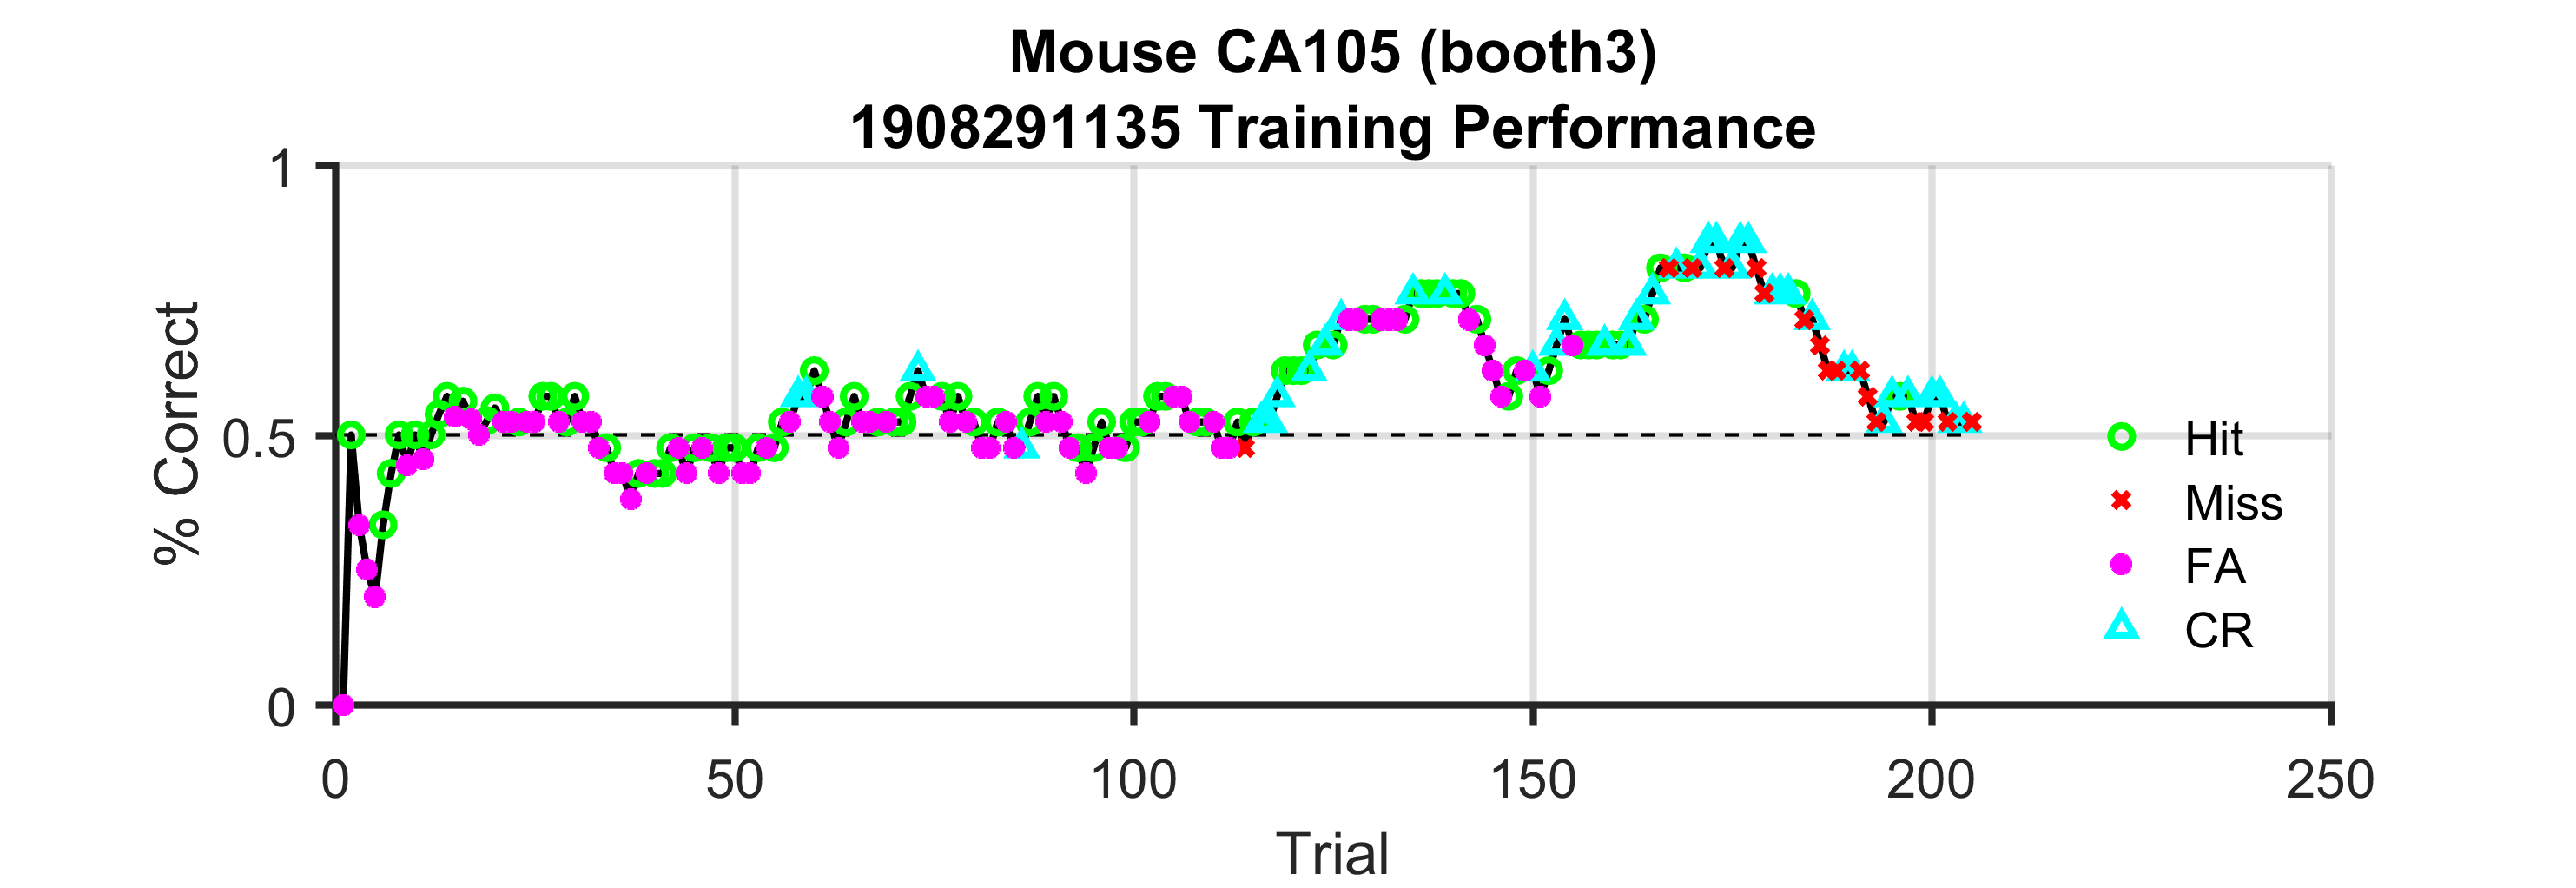 Mouse CA105 (booth3)
1908291135 Training Performance
1
0.5
0
% Correct
0
50
100
150
200
250
Trial
Hit
Miss
FA
CR